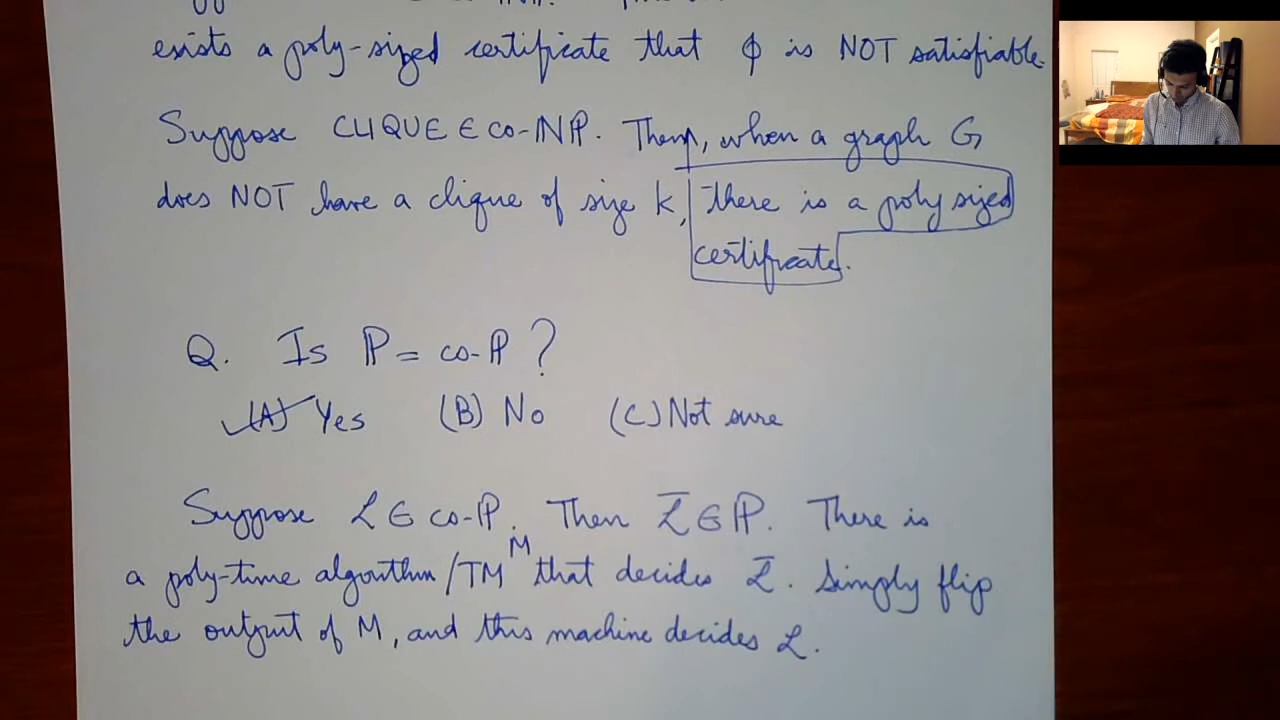 exists a poly-sized certificate that ϕ is NOT satisfiable.
Suppose CLIQUE ∈ co-NP. Then, when a graph G
does NOT have a clique of size k, there is a poly sized
certificate.
Q. Is P = co-P ?
(A) Yes (B) No (C) Not sure
Suppose L ∈ co-P. Then L̅ ∈ P. There is
a poly-time algorithm/TM M that decides L̅. Simply flip
the output of M, and this machine decides L.